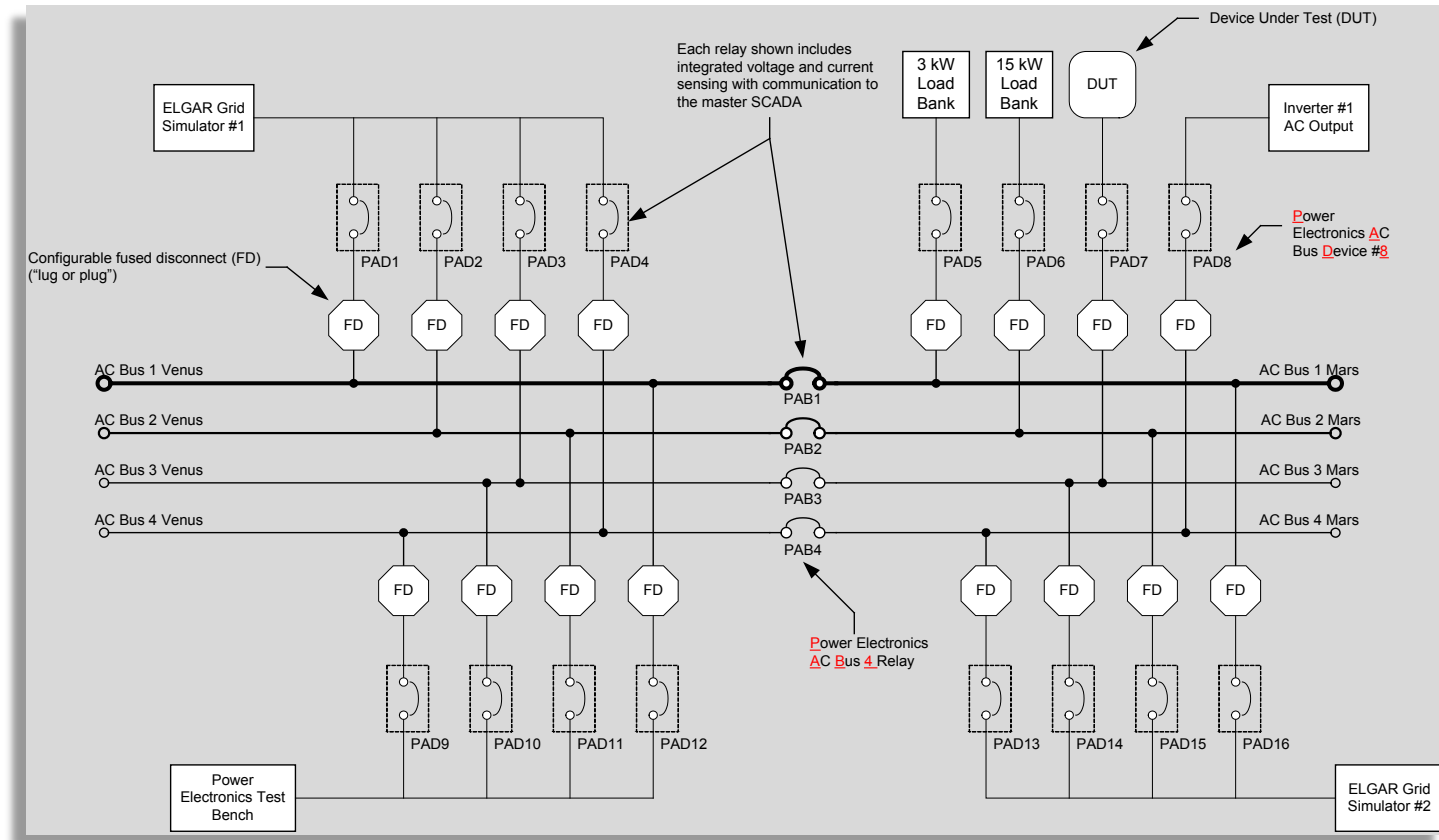 Device Under Test (DUT)
Each relay shown includes
integrated voltage and current
sensing with communication to
the master SCADA
3 kW
Load
Bank
15 kW
Load
Bank
DUT
ELGAR Grid
Simulator #1
Inverter #1
AC Output
PAD1
PAD2
PAD3
PAD4
PAD5
PAD6
PAD7
PAD8
Power
Electronics AC
Bus Device #8
Configurable fused disconnect (FD)
(“lug or plug”)
FD
FD
FD
FD
FD
FD
FD
FD
AC Bus 1 Venus
PAB1
AC Bus 1 Mars
AC Bus 2 Venus
PAB2
AC Bus 2 Mars
AC Bus 3 Venus
PAB3
AC Bus 3 Mars
AC Bus 4 Venus
PAB4
AC Bus 4 Mars
FD
FD
FD
FD
FD
FD
FD
FD
Power Electronics
AC Bus 4 Relay
PAD9
PAD10
PAD11
PAD12
PAD13
PAD14
PAD15
PAD16
Power
Electronics Test
Bench
ELGAR Grid
Simulator #2